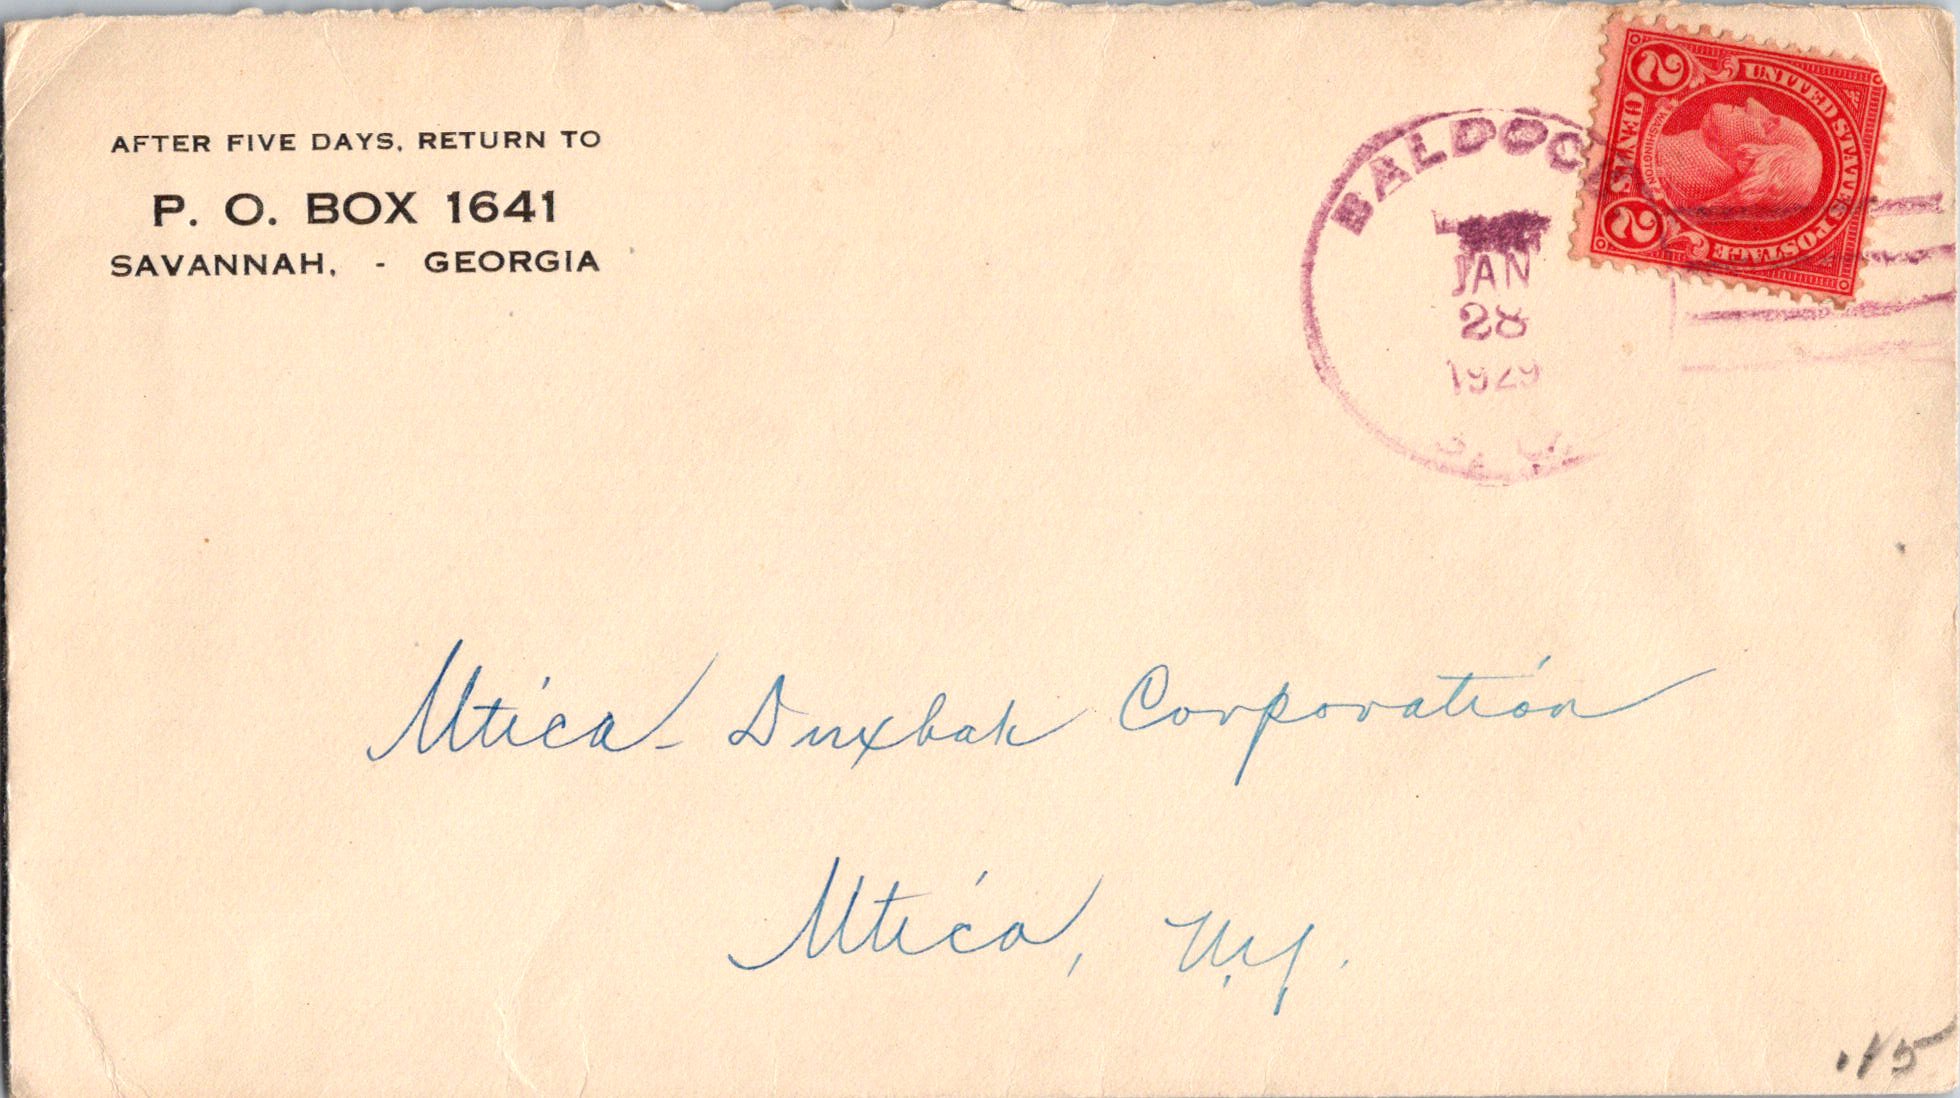 AFTER FIVE DAYS, RETURN TO
P. O. BOX 1641
SAVANNAH, - GEORGIA
BALDOCK
JAN
28
1929
S. C.
UNITED STATES POSTAGE
WASHINGTON
2 CENTS 2
Utica-Duxbak Corporation
Utica, N.Y.